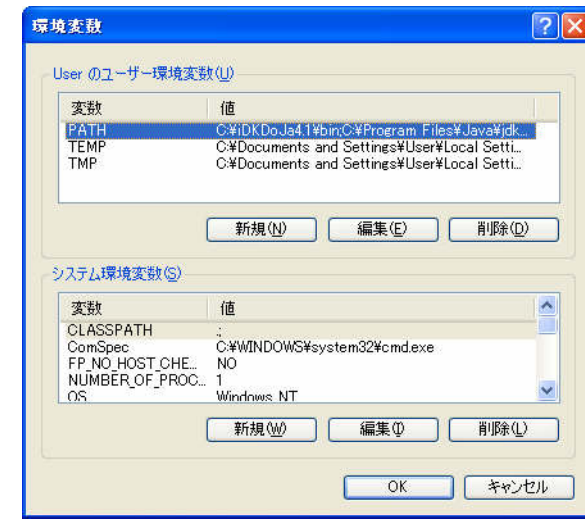 環境変数
User のユーザー環境変数(U)
変数 値
PATH C:¥iDKDoJa4.1¥bin;C:¥Program Files¥Java¥jdk...
TEMP C:¥Documents and Settings¥User¥Local Setti...
TMP C:¥Documents and Settings¥User¥Local Setti...
新規(N) 編集(E) 削除(D)
システム環境変数(S)
変数 値
CLASSPATH .;
ComSpec C:¥WINDOWS¥system32¥cmd.exe
FP_NO_HOST_CHE... NO
NUMBER_OF_PROC... 1
OS Windows_NT
新規(W) 編集(I) 削除(L)
OK キャンセル